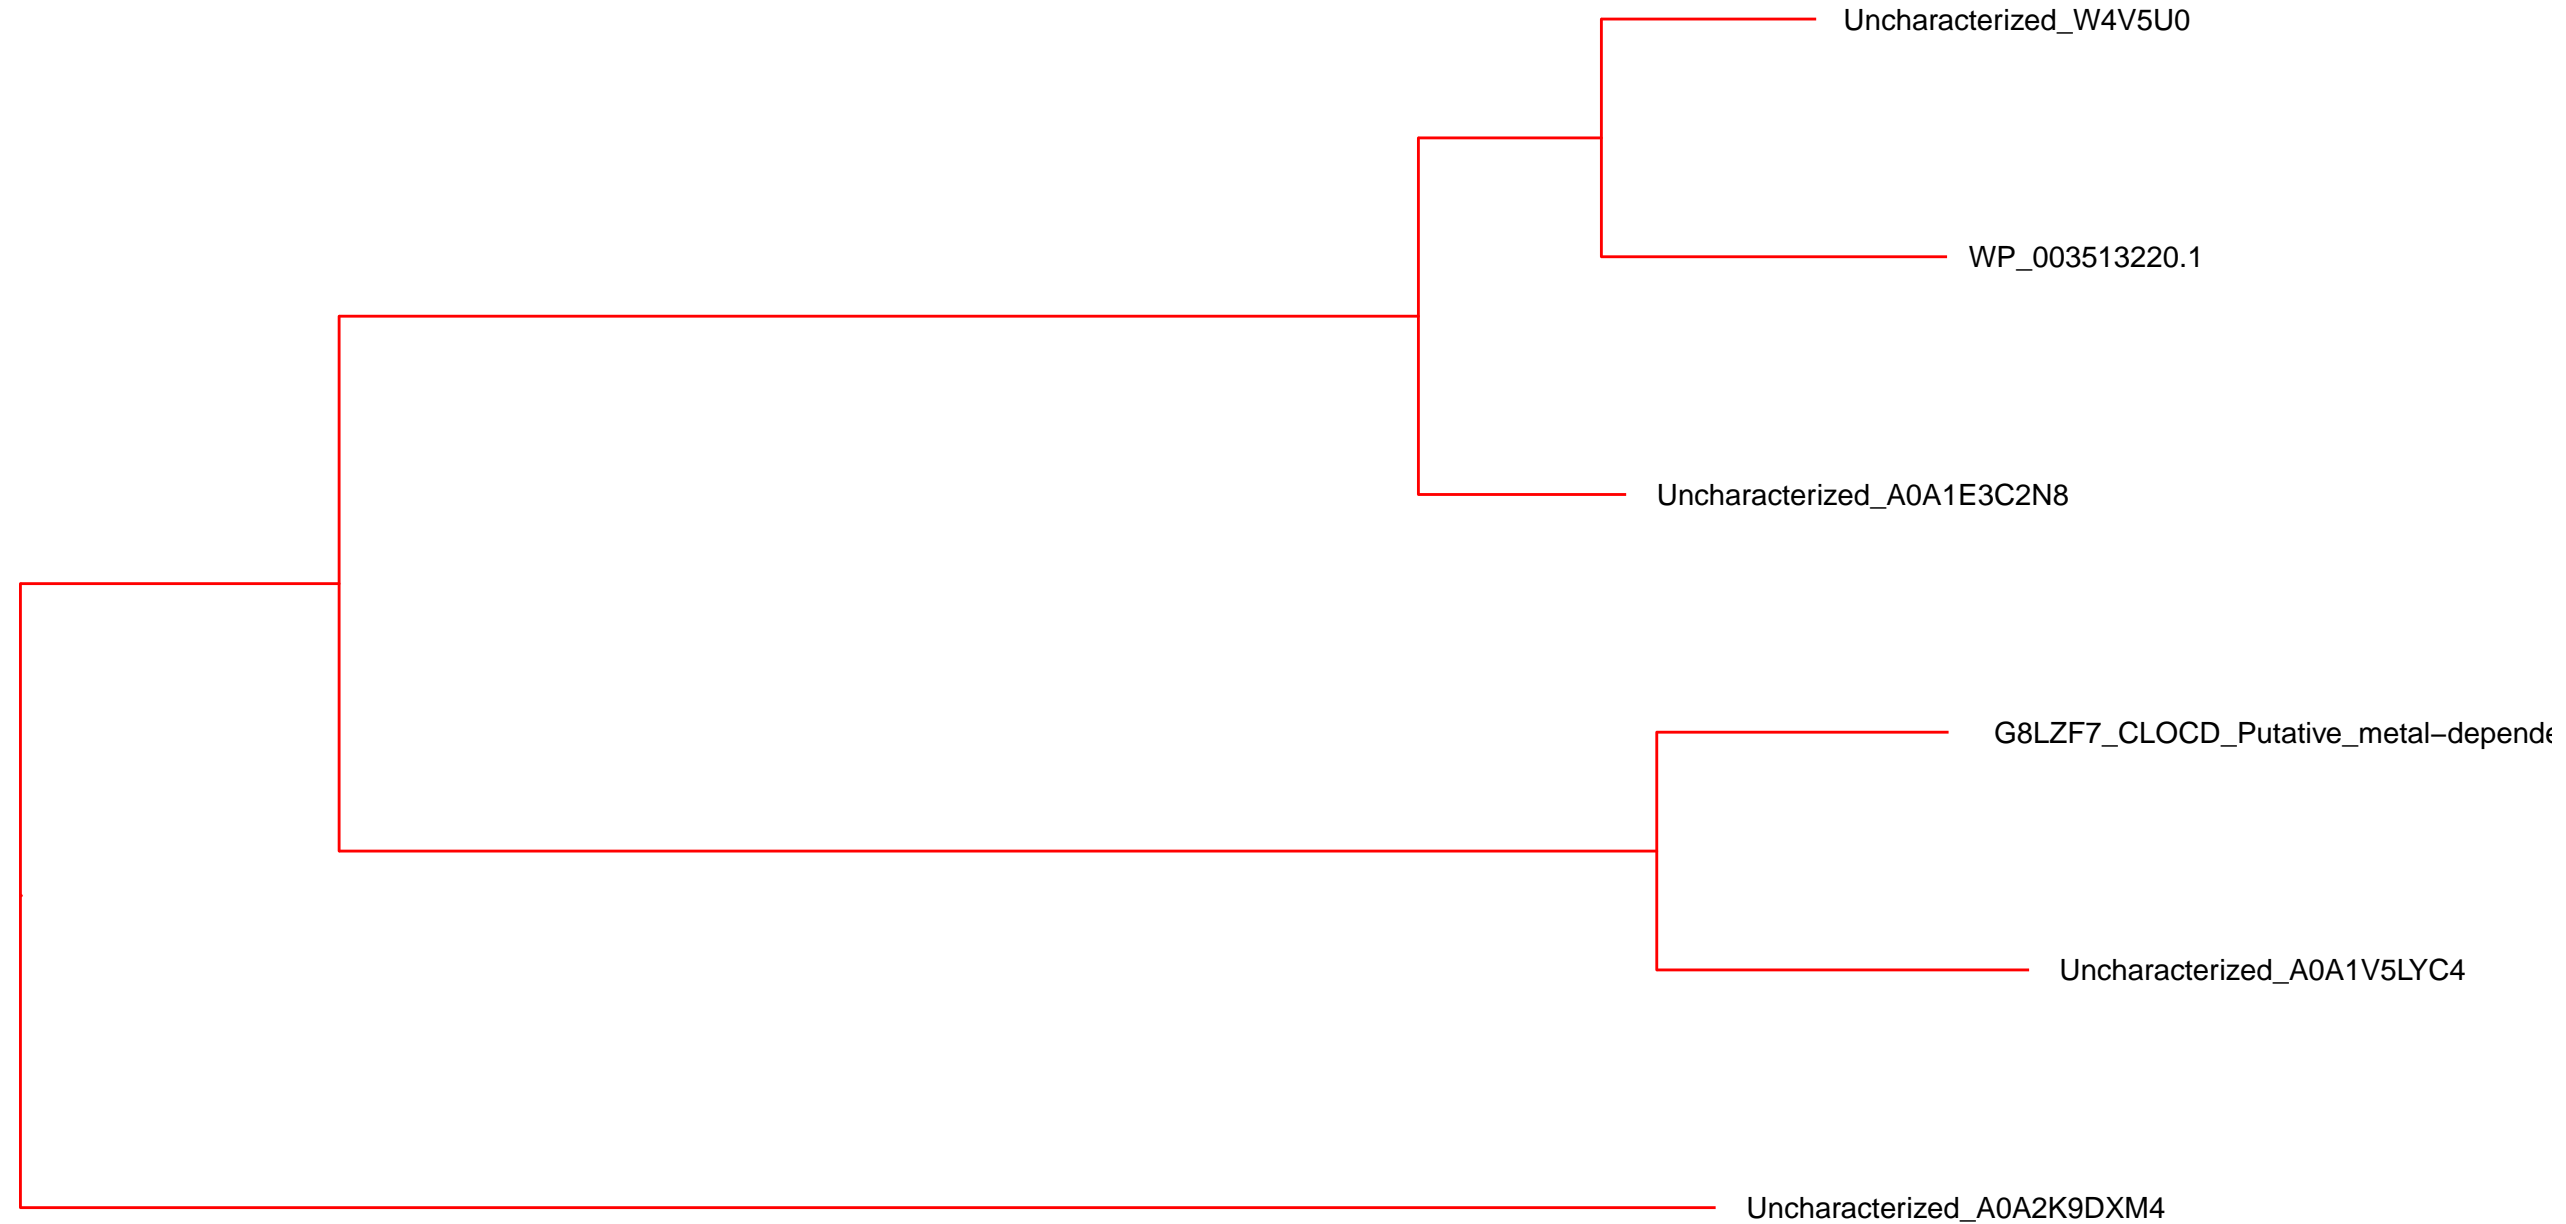 Uncharacterized_W4V5U0
WP_003513220.1
Uncharacterized_A0A1E3C2N8
G8LZF7_CLOCD_Putative_metal−depende
Uncharacterized_A0A1V5LYC4
Uncharacterized_A0A2K9DXM4